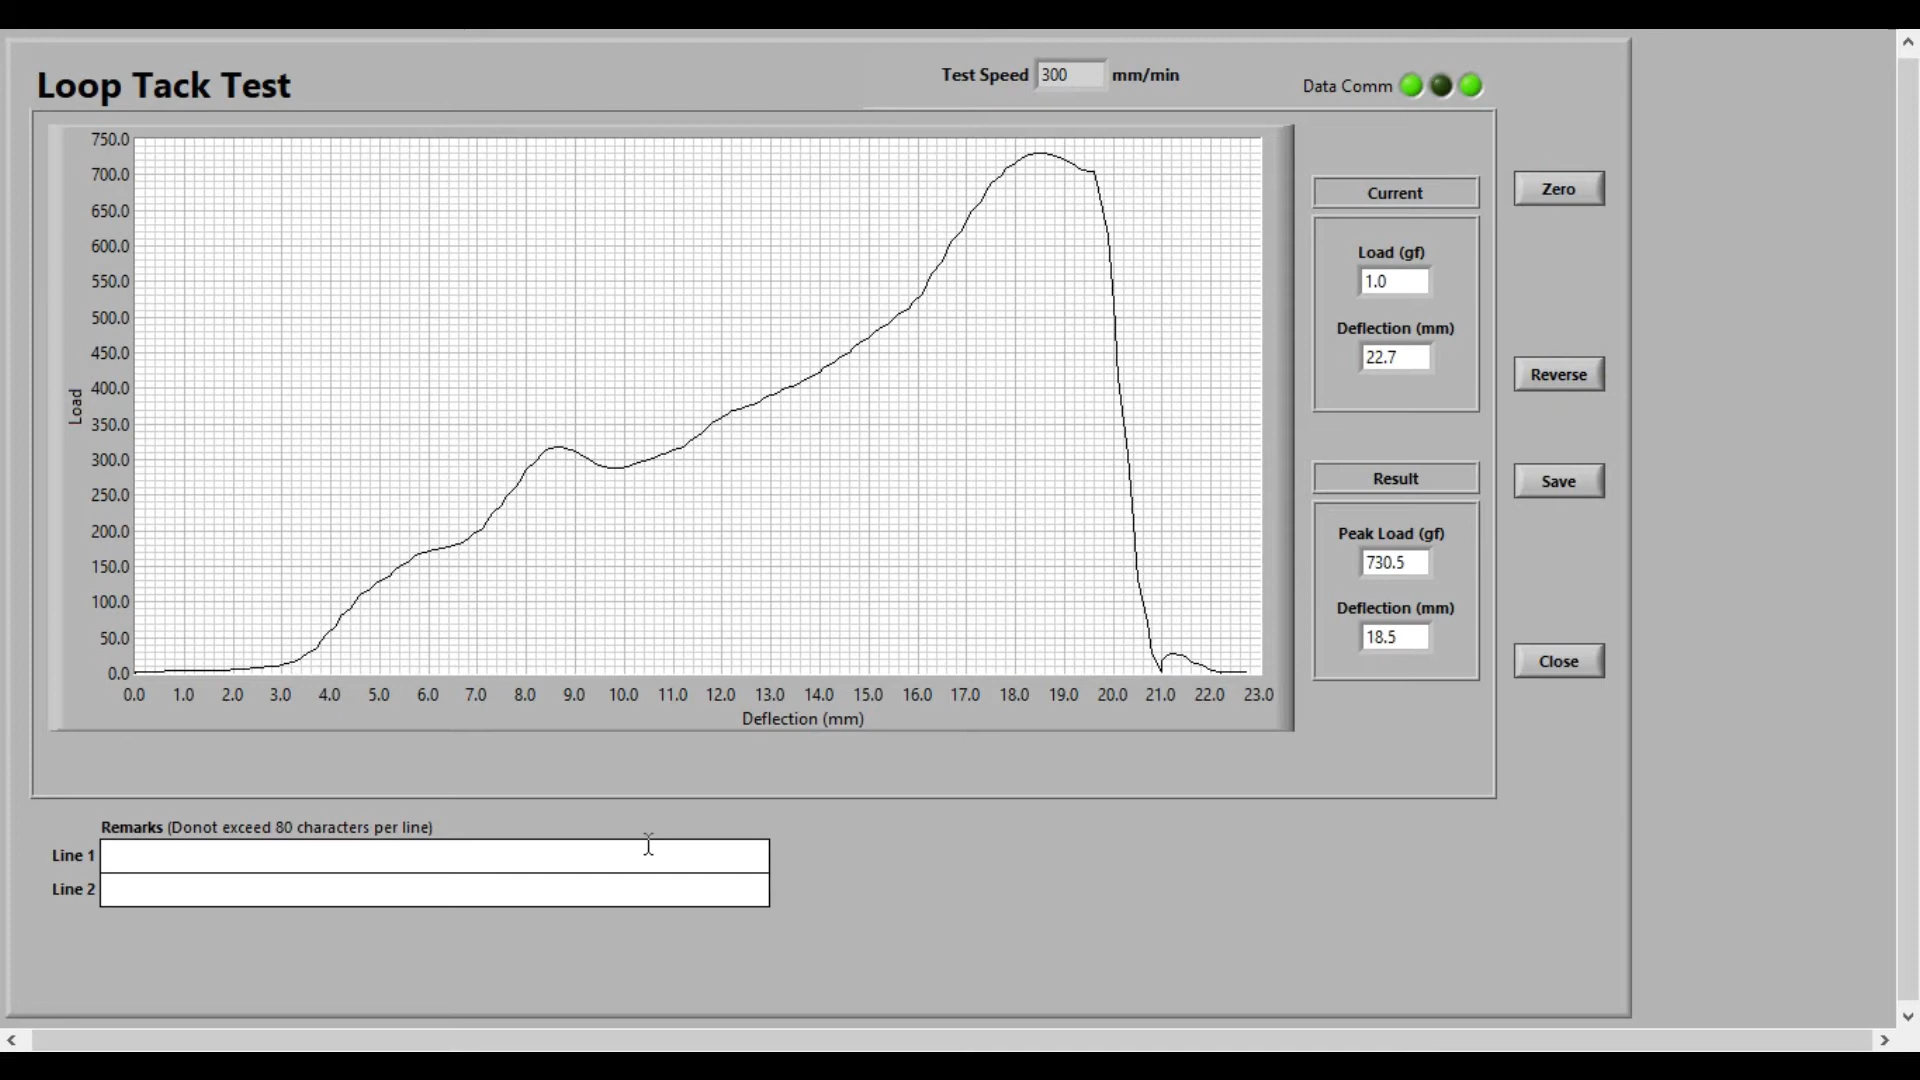 Loop Tack Test
Test Speed 300 mm/min
Data Comm
750.0
700.0
650.0
600.0
550.0
500.0
450.0
400.0
350.0
300.0
250.0
200.0
150.0
100.0
50.0
0.0
Load
0.0 1.0 2.0 3.0 4.0 5.0 6.0 7.0 8.0 9.0 10.0 11.0 12.0 13.0 14.0 15.0 16.0 17.0 18.0 19.0 20.0 21.0 22.0 23.0
Deflection (mm)
Current
Load (gf)
1.0
Deflection (mm)
22.7
Result
Peak Load (gf)
730.5
Deflection (mm)
18.5
Zero
Reverse
Save
Close
Remarks (Donot exceed 80 characters per line)
Line 1
Line 2